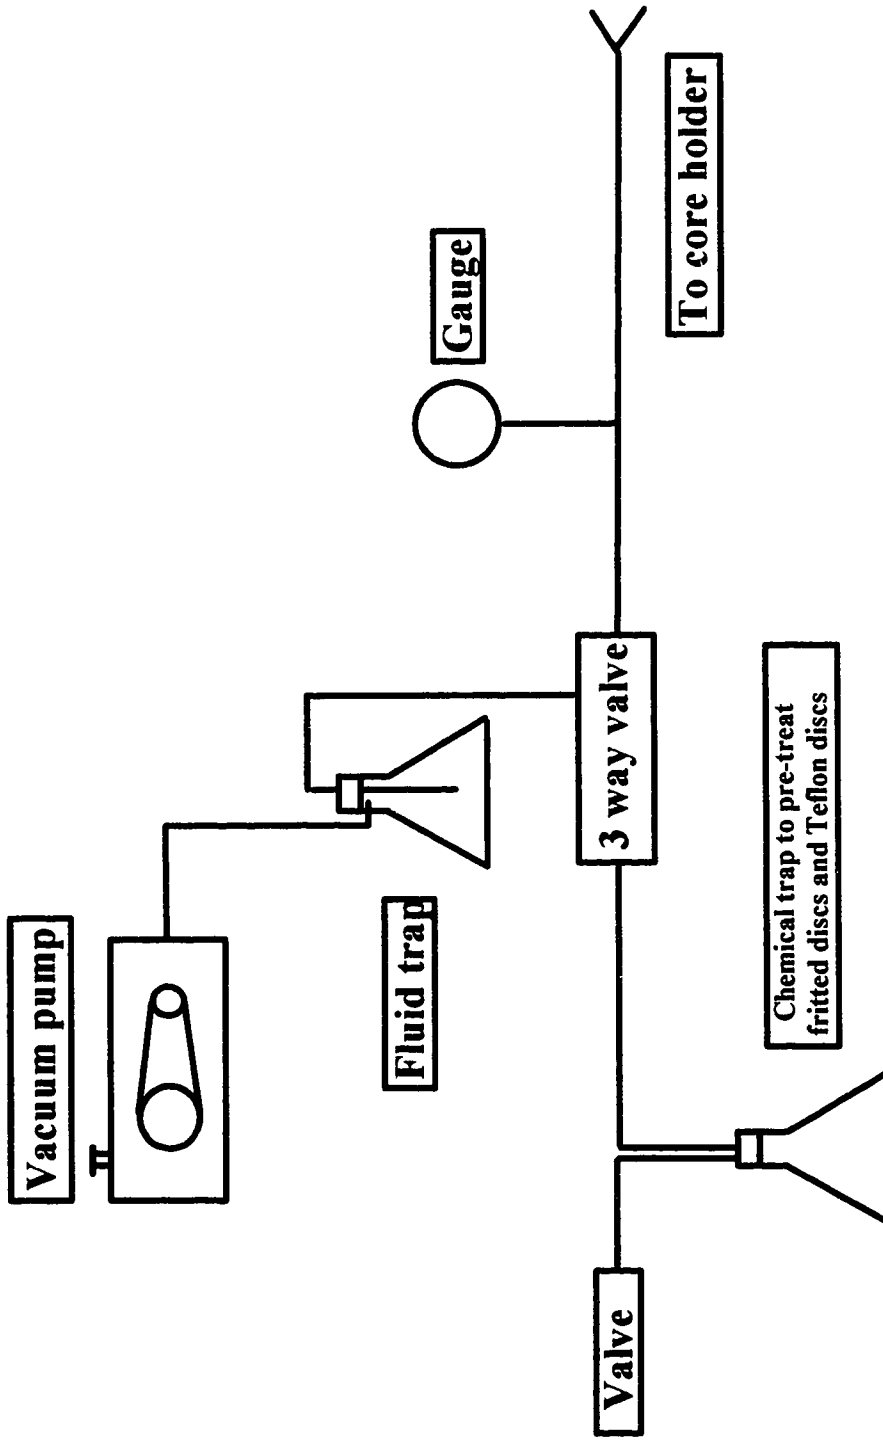 Vacuum pump
Fluid trap
Gauge
Valve
3 way valve
To core holder
Chemical trap to pre-treat
fritted discs and Teflon discs